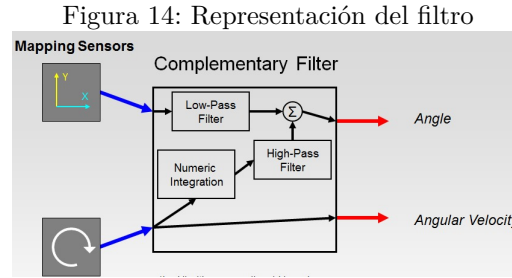 Figura 14: Representación del filtro
Mapping Sensors
Complementary Filter
Y
X
Low-Pass
Filter
Σ
Angle
High-Pass
Filter
Numeric
Integration
Angular Velocity